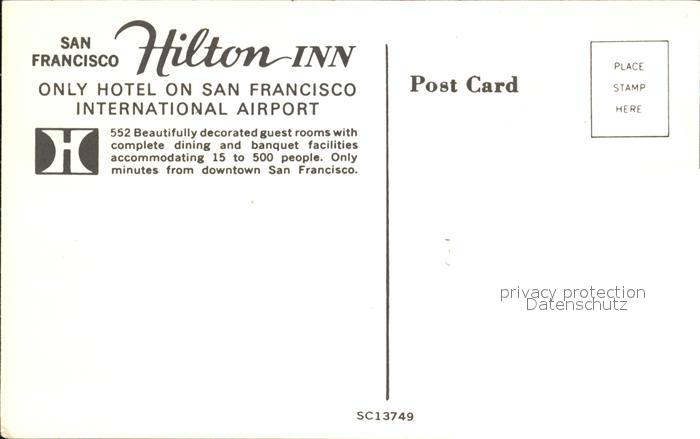 SAN
FRANCISCO Hilton INN
ONLY HOTEL ON SAN FRANCISCO
INTERNATIONAL AIRPORT
H
552 Beautifully decorated guest rooms with
complete dining and banquet facilities
accommodating 15 to 500 people. Only
minutes from downtown San Francisco.
Post Card
PLACE
STAMP
HERE
privacy protection
Datenschutz
SC13749